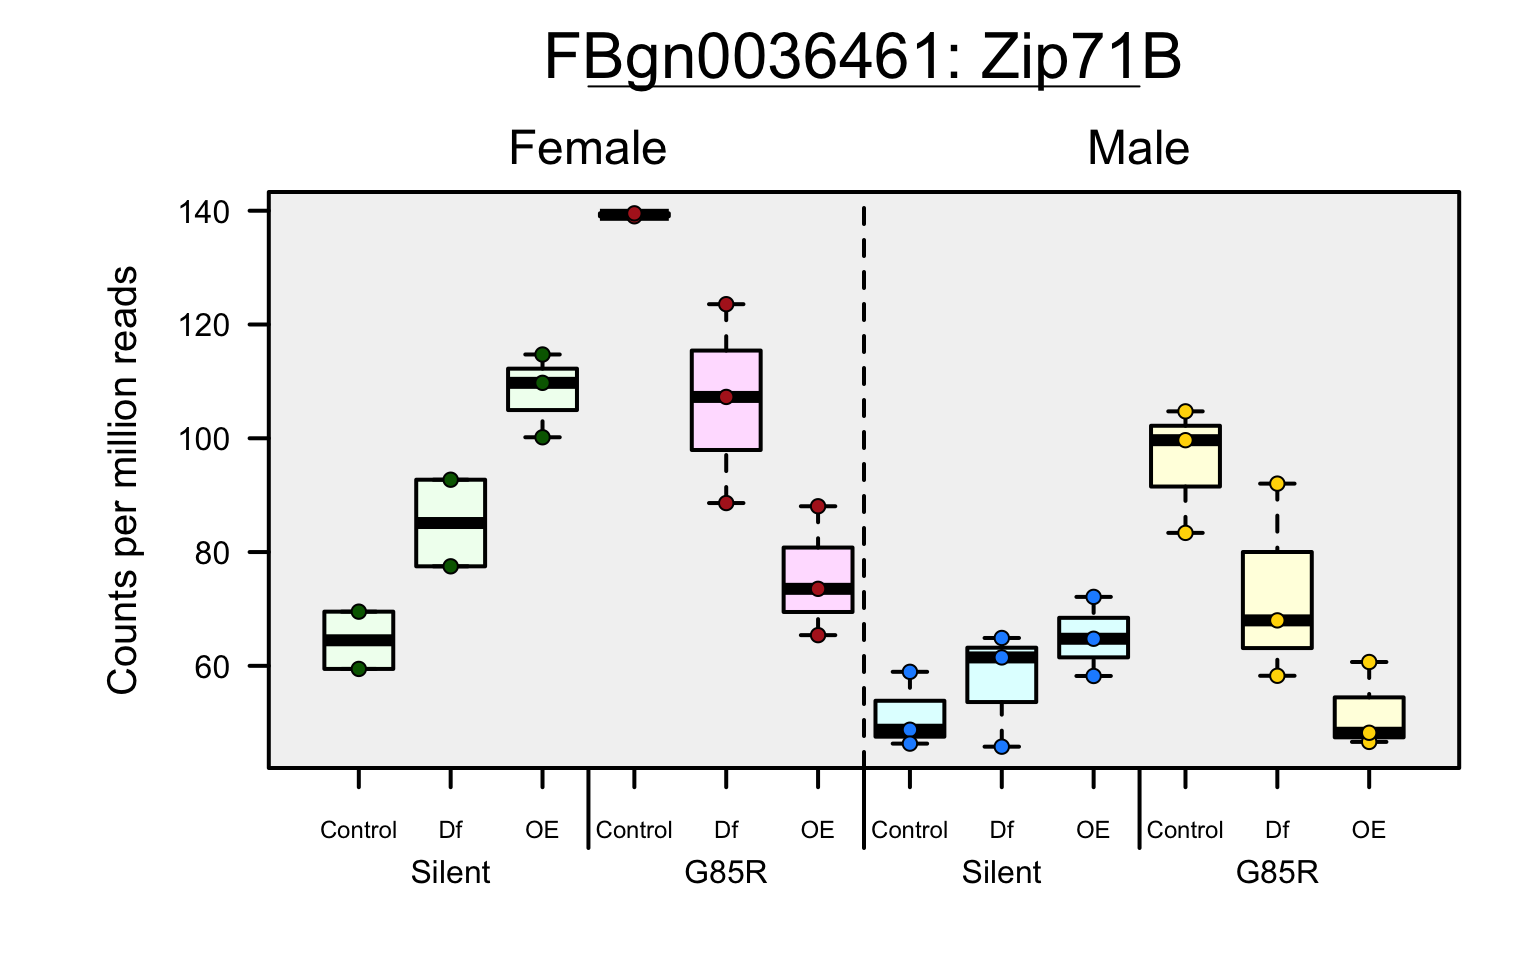 FBgn0036461: Zip71B
Female Male
Counts per million reads
140
120
100
80
60
Control Df OE Control Df OE Control Df OE Control Df OE
Silent G85R Silent G85R